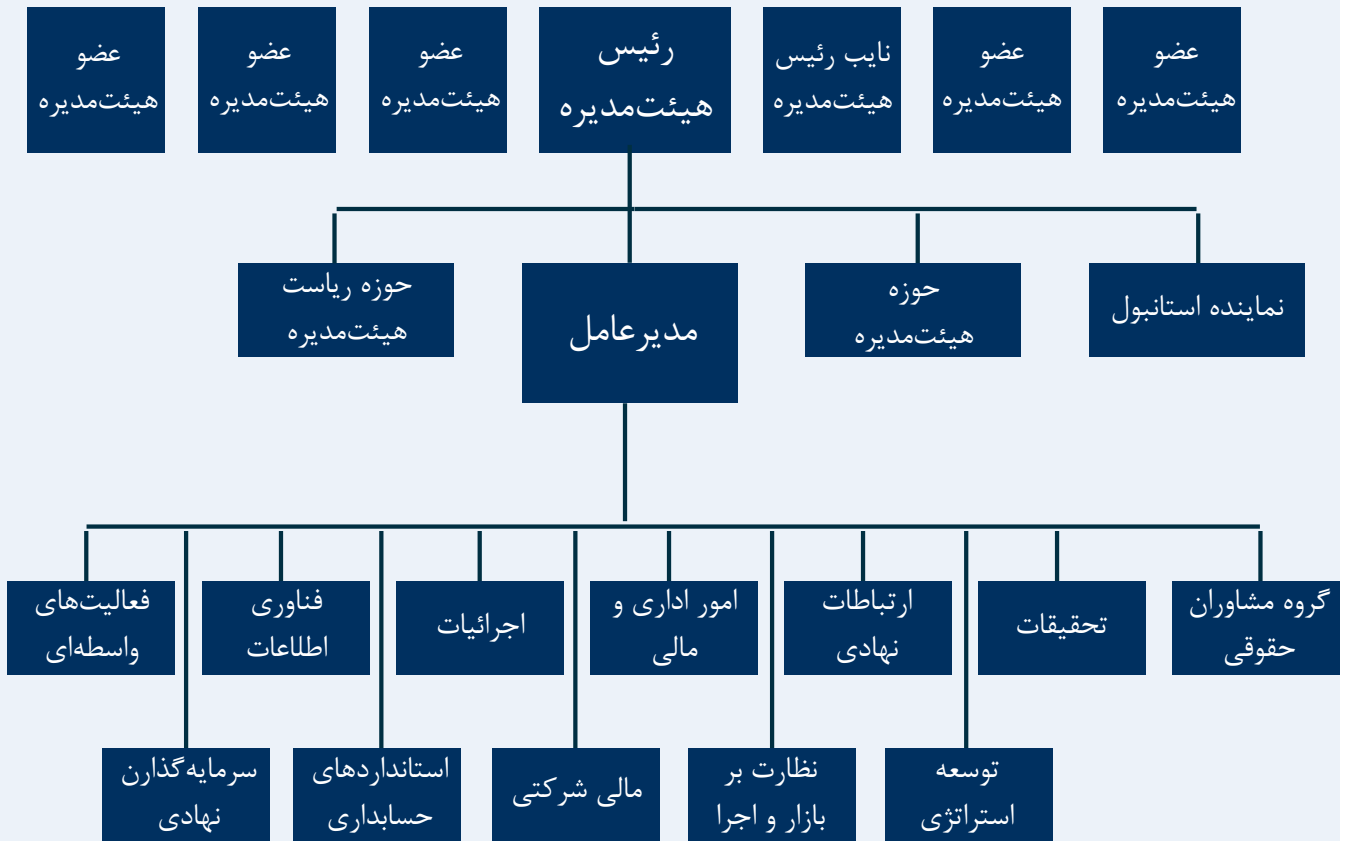 عضو
هیئت‌مدیره
عضو
هیئت‌مدیره
نایب رئیس
هیئت‌مدیره
رئیس
هیئت‌مدیره
عضو
هیئت‌مدیره
عضو
هیئت‌مدیره
عضو
هیئت‌مدیره
نماینده استانبول
حوزه
هیئت‌مدیره
مدیرعامل
حوزه ریاست
هیئت‌مدیره
گروه مشاوران
حقوقی
تحقیقات
ارتباطات
نهادی
امور اداری و
مالی
اجرائیات
فناوری
اطلاعات
فعالیت‌های
واسطه‌ای
توسعه
استراتژی
نظارت بر
بازار و اجرا
مالی شرکتی
استانداردهای
حسابداری
سرمایه‌گذارن
نهادی